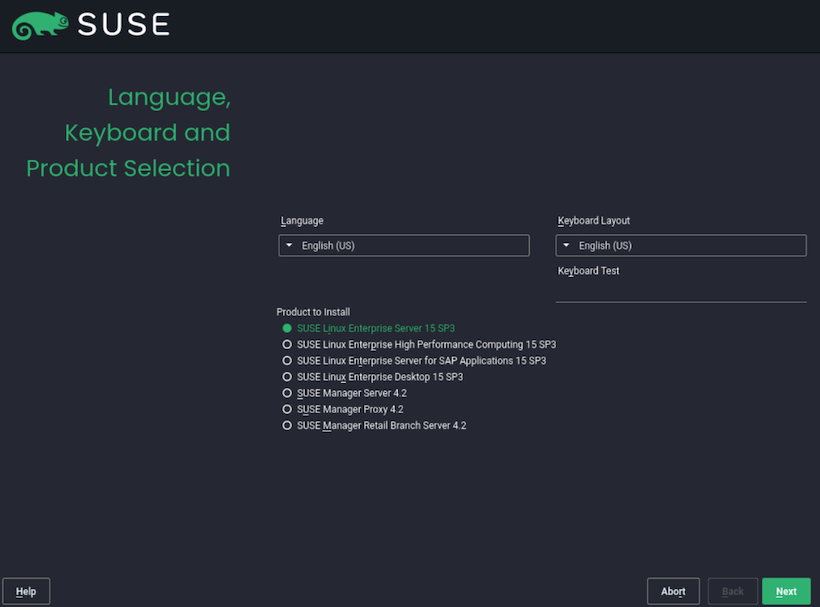 SUSE
Language,
Keyboard and
Product Selection
Language
Keyboard Layout
English (US)
English (US)
Keyboard Test
Product to Install
SUSE Linux Enterprise Server 15 SP3
SUSE Linux Enterprise High Performance Computing 15 SP3
SUSE Linux Enterprise Server for SAP Applications 15 SP3
SUSE Linux Enterprise Desktop 15 SP3
SUSE Manager Server 4.2
SUSE Manager Proxy 4.2
SUSE Manager Retail Branch Server 4.2
Help
Abort
Back
Next